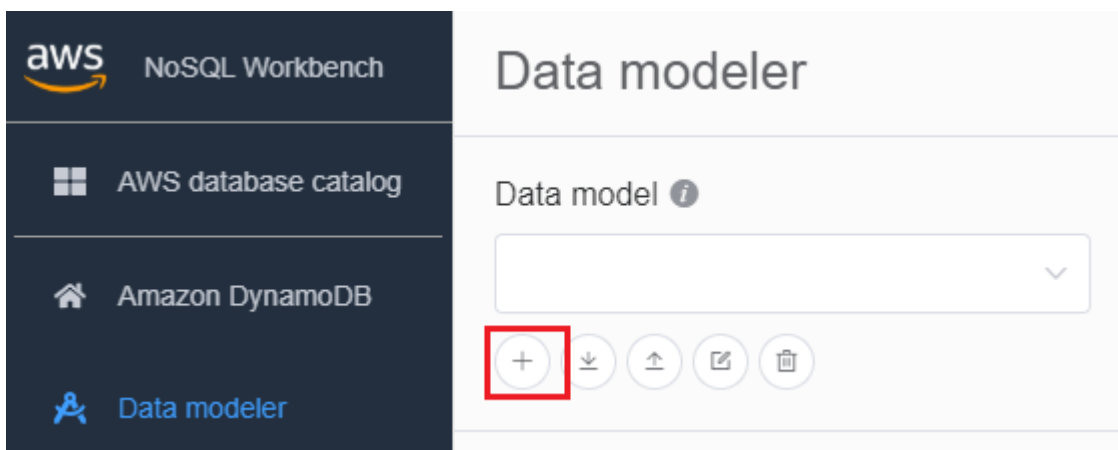 aws
NoSQL Workbench
AWS database catalog
Amazon DynamoDB
Data modeler
Data modeler
Data model